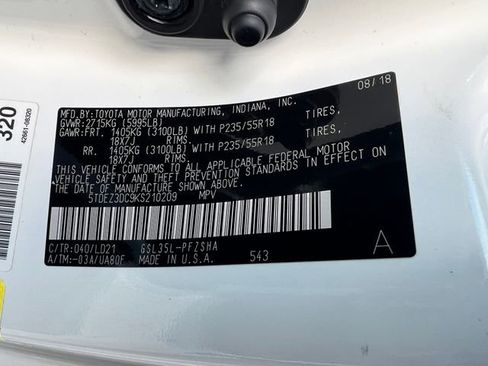 08/18
MFD.BY:TOYOTA MOTOR MANUFACTURING, INDIANA, INC.
GVWR:2715KG (5995LB)
GAWR:FRT. 1405KG (3100LB) WITH P235/55R18 TIRES,
18X7J RIMS.
RR. 1405KG (3100LB) WITH P235/55R18 TIRES,
18X7J RIMS.
THIS VEHICLE CONFORMS TO ALL APPLICABLE FEDERAL MOTOR
VEHICLE SAFETY AND THEFT PREVENTION STANDARDS IN EFFECT ON
THE DATE OF MANUFACTURE SHOWN ABOVE.
5TDEZ3DC9KS210209 MPV
C/TR:040/LD21 GSL35L-PFZSHA
A/TM:-03A/UA80F MADE IN U.S.A. 543
A
320
42661-08320